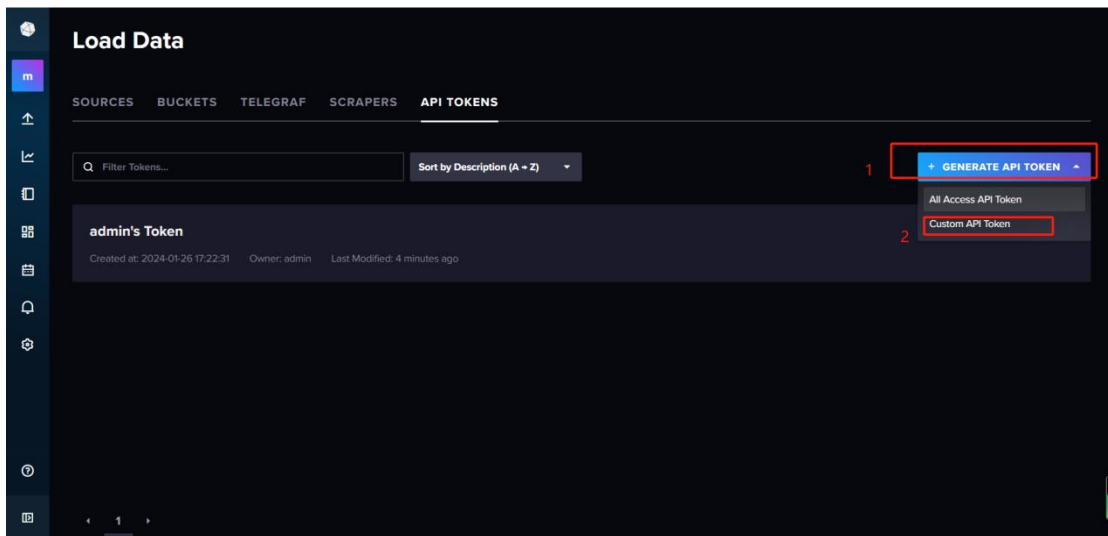 Load Data
m
SOURCES BUCKETS TELEGRAF SCRAPERS API TOKENS
Filter Tokens...
Sort by Description (A → Z)
1
+ GENERATE API TOKEN
All Access API Token
2
Custom API Token
admin's Token
Created at: 2024-01-26 17:22:31 Owner: admin Last Modified: 4 minutes ago
1